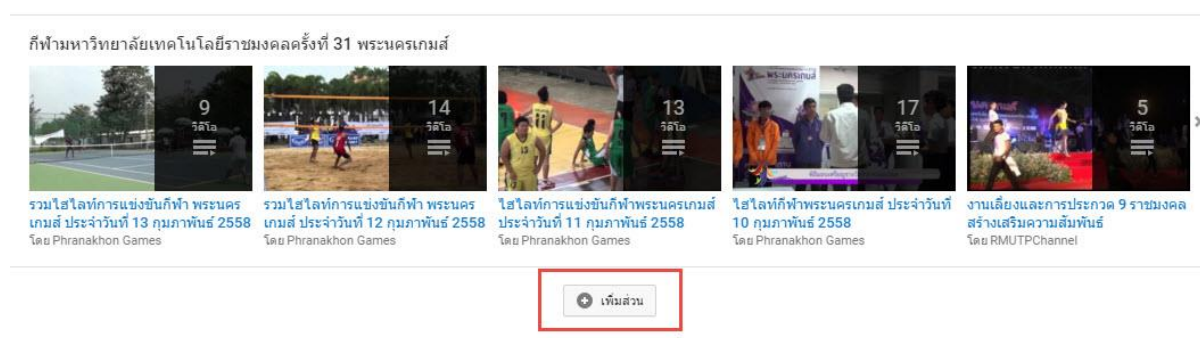 กีฬามหาวิทยาลัยเทคโนโลยีราชมงคลครั้งที่ 31 พระนครเกมส์
9
วิดีโอ
14
วิดีโอ
13
วิดีโอ
17
วิดีโอ
5
วิดีโอ
พระนครเกมส์
รวมไฮไลท์การแข่งขันกีฬา พระนคร
เกมส์ ประจำวันที่ 13 กุมภาพันธ์ 2558
โดย Phranakhon Games
รวมไฮไลท์การแข่งขันกีฬา พระนคร
เกมส์ ประจำวันที่ 12 กุมภาพันธ์ 2558
โดย Phranakhon Games
ไฮไลท์การแข่งขันกีฬาพระนครเกมส์
ประจำวันที่ 11 กุมภาพันธ์ 2558
โดย Phranakhon Games
ไฮไลท์กีฬาพระนครเกมส์ ประจำวันที่
10 กุมภาพันธ์ 2558
โดย Phranakhon Games
งานเลี้ยงและการประกวด 9 ราชมงคล
สร้างเสริมความสัมพันธ์
โดย RMUTPChannel
เพิ่มส่วน